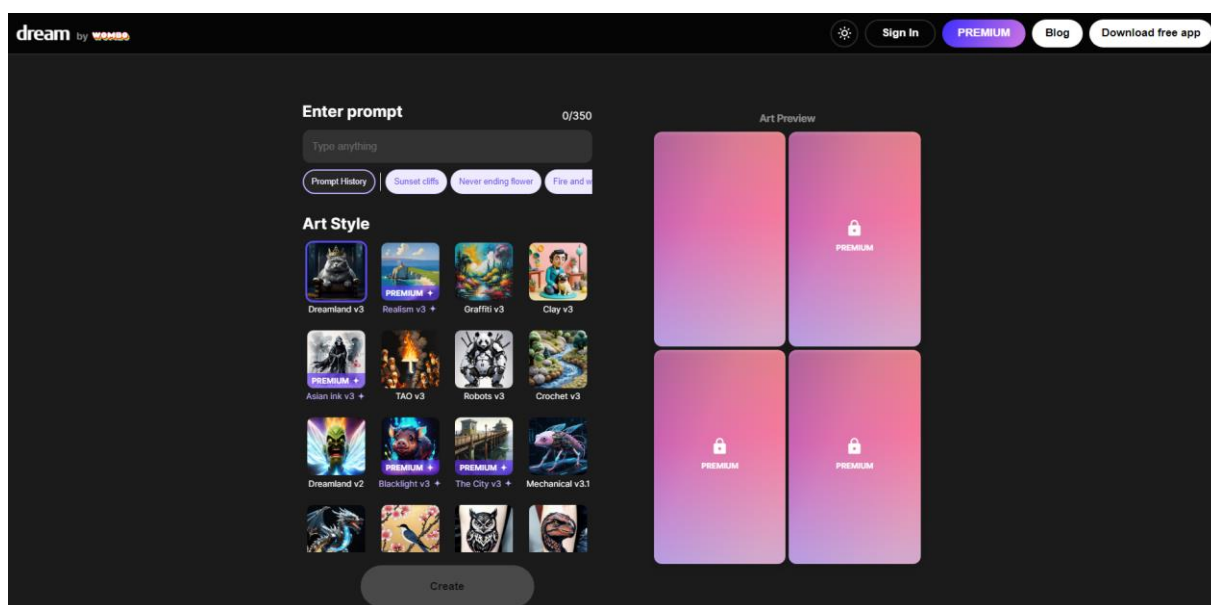 dream by WOMBO
Sign In
PREMIUM
Blog
Download free app
Enter prompt
0/350
Type anything
Prompt History
Sunset cliffs
Never ending flower
Fire and w
Art Style
PREMIUM +
Dreamland v3
Realism v3 +
Graffiti v3
Clay v3
PREMIUM +
Asian ink v3 +
TAO v3
Robots v3
Crochet v3
PREMIUM +
PREMIUM +
Dreamland v2
Blacklight v3 +
The City v3 +
Mechanical v3.1
Create
Art Preview
PREMIUM
PREMIUM
PREMIUM